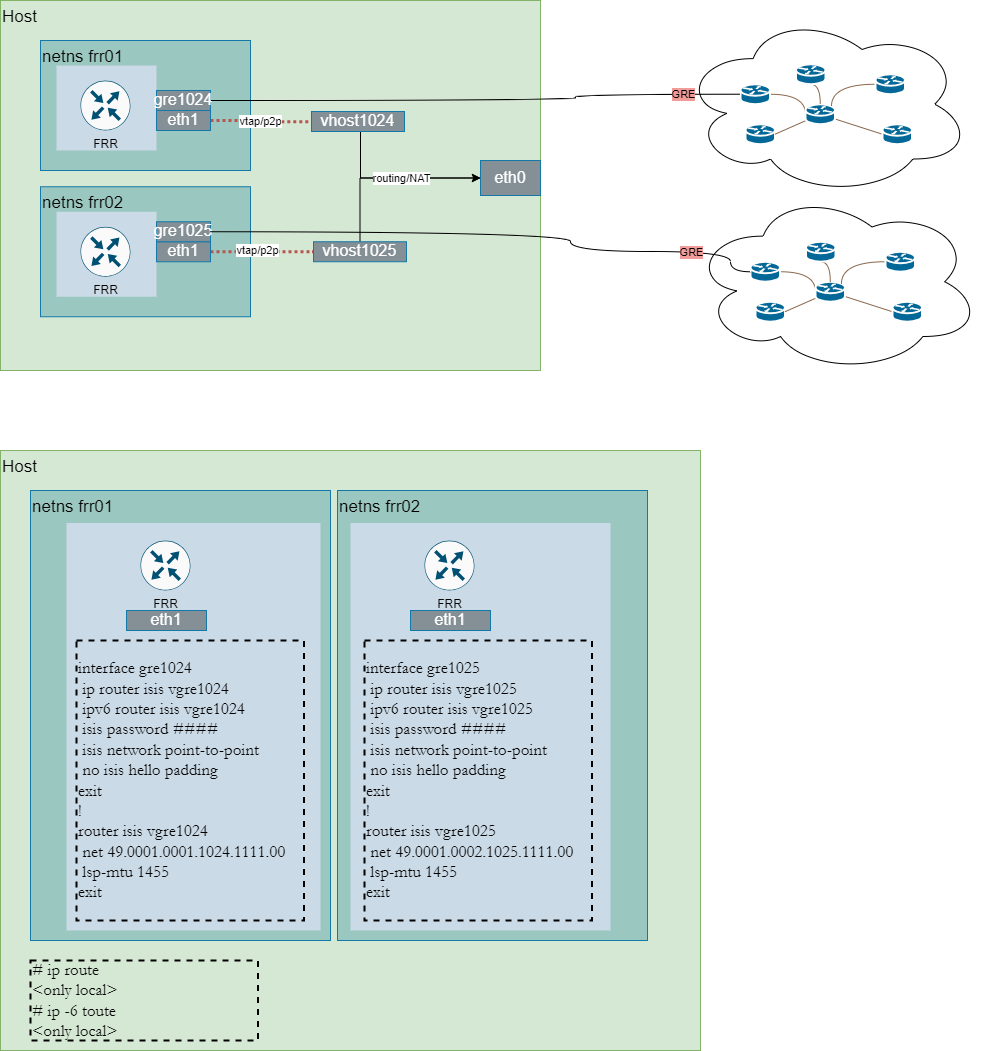 Host
netns frr01
FRR
gre1024
eth1
vtap/p2p
vhost1024
GRE
routing/NAT
eth0
netns frr02
FRR
gre1025
eth1
vtap/p2p
vhost1025
GRE
Host
netns frr01
FRR
eth1
interface gre1024
ip router isis vgre1024
ipv6 router isis vgre1024
isis password ####
isis network point-to-point
no isis hello padding
exit
!
router isis vgre1024
net 49.0001.0001.1024.1111.00
lsp-mtu 1455
exit
netns frr02
FRR
eth1
interface gre1025
ip router isis vgre1025
ipv6 router isis vgre1025
isis password ####
isis network point-to-point
no isis hello padding
exit
!
router isis vgre1025
net 49.0001.0002.1025.1111.00
lsp-mtu 1455
exit
# ip route
<only local>
# ip -6 toute
<only local>